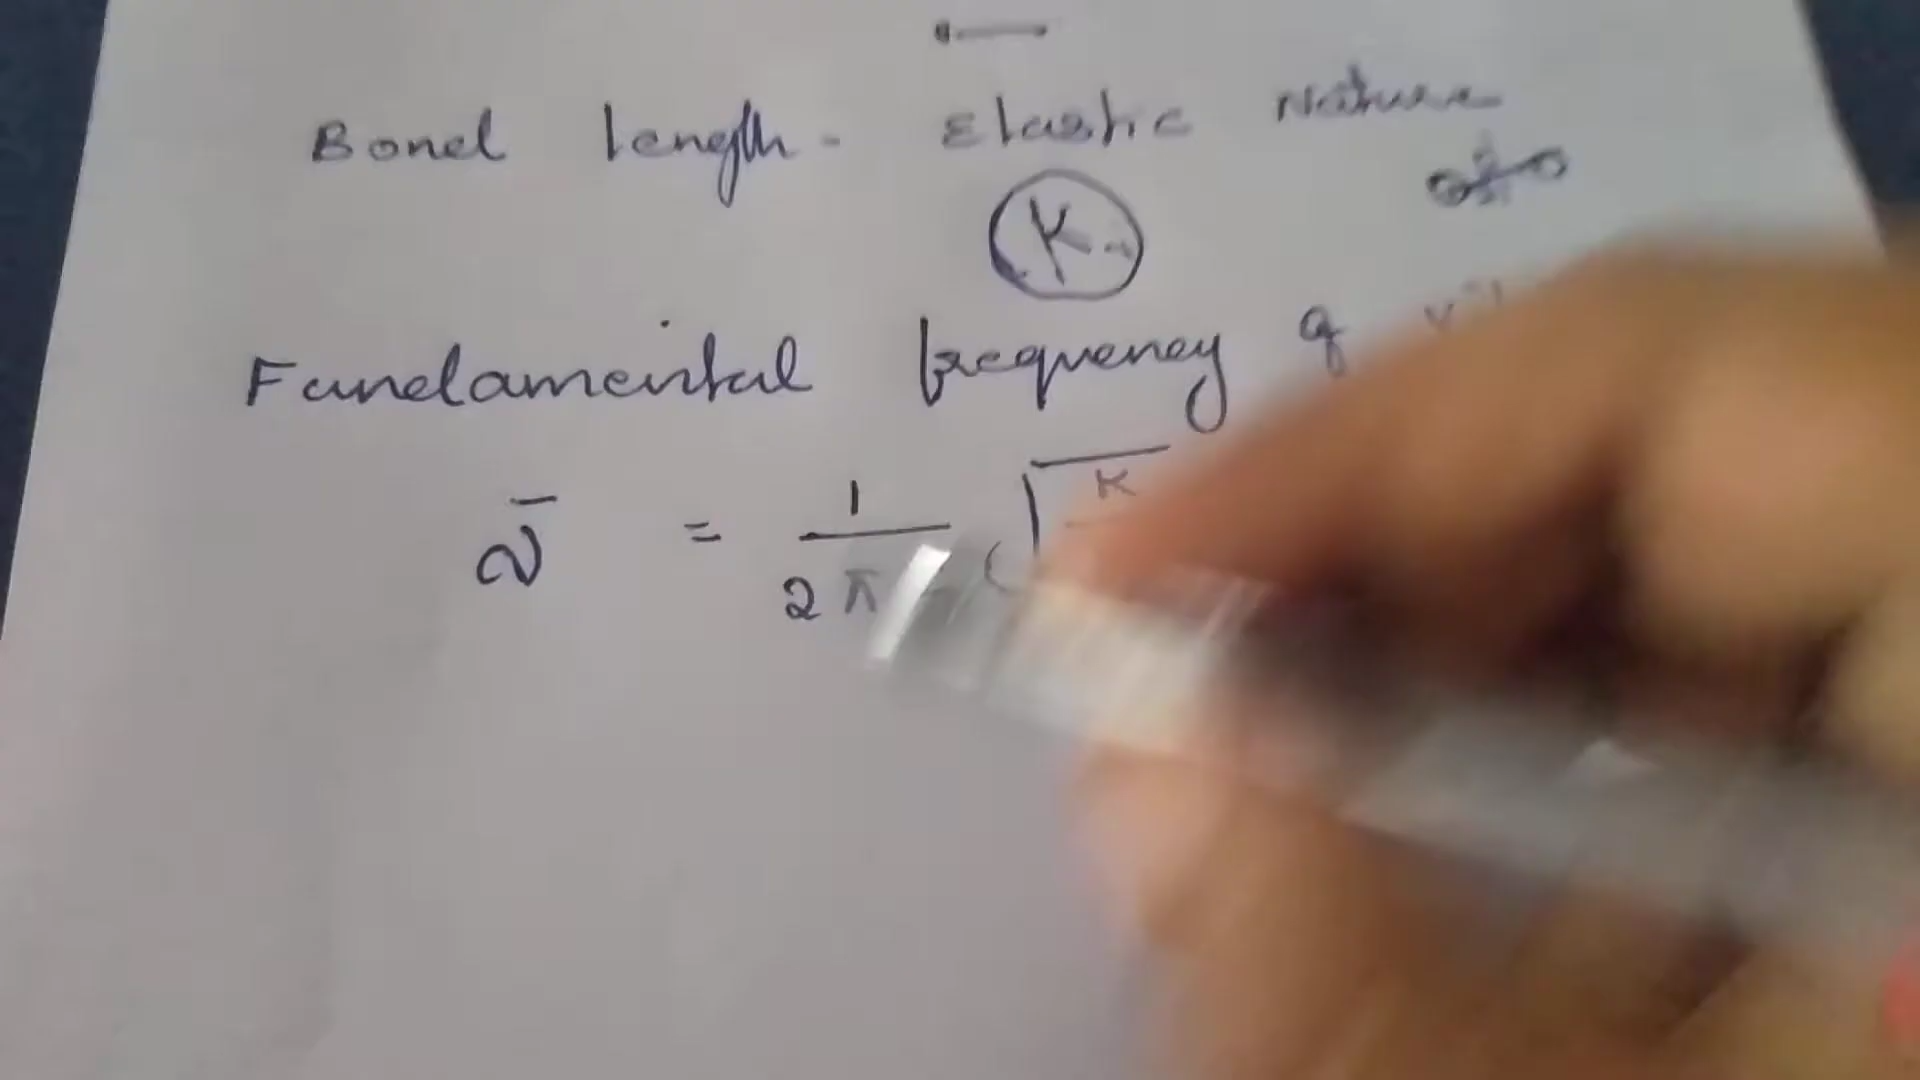 Bond length - Elastic Nature
K
Fundamental frequency of
ν̄ = 1 / 2π √ K